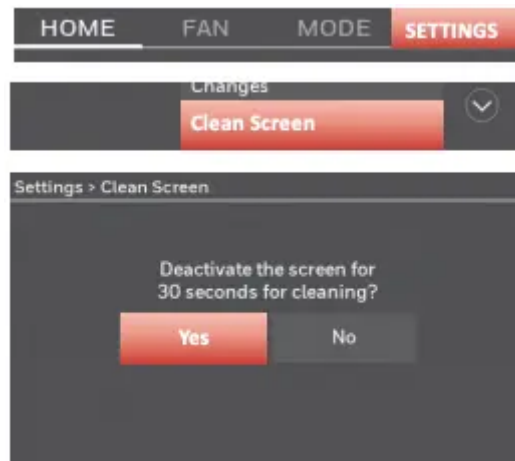 HOME FAN MODE SETTINGS
Changes
Clean Screen
Settings > Clean Screen
Deactivate the screen for
30 seconds for cleaning?
Yes No